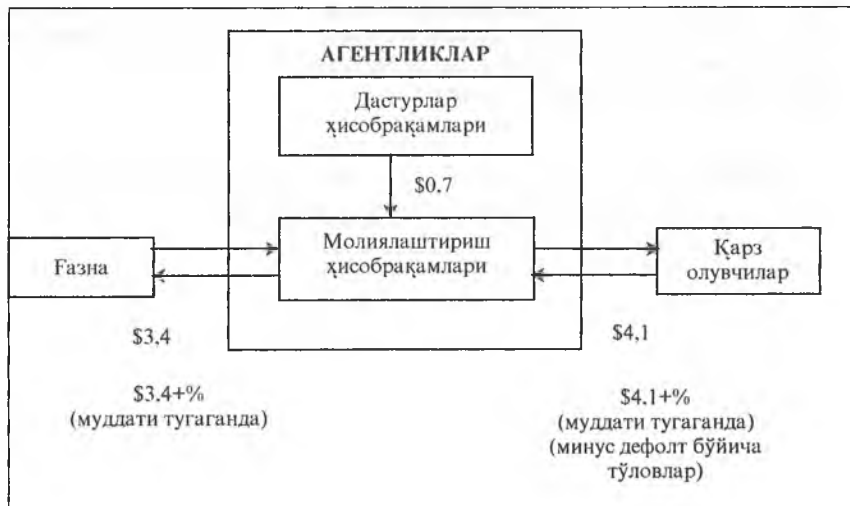 АГЕНТЛИКЛАР
Дастурлар
ҳисобрақамлари
$0,7
Молиялаштириш
ҳисобрақамлари
Ғазна
Қарз
олувчилар
$3,4
$4,1
$3,4+%
(муддати тугаганда)
$4,1+%
(муддати тугаганда)
(минус дефолт бўйича
тўловлар)